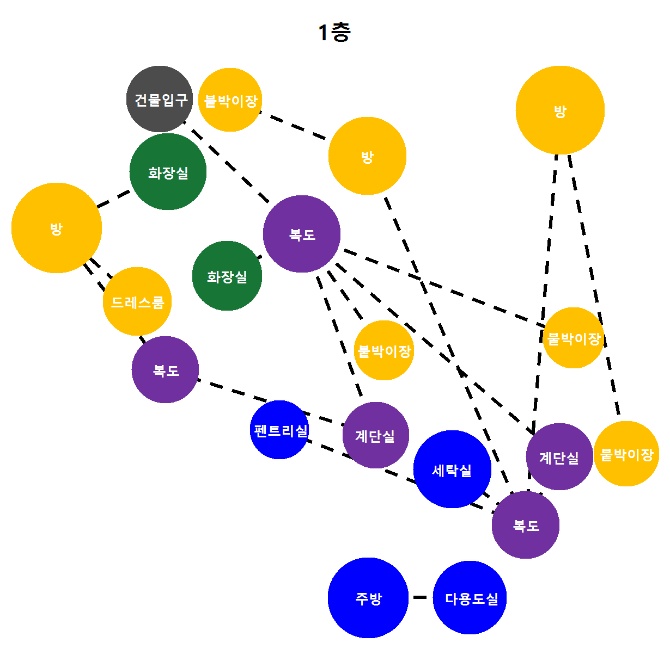 1층
건물입구
붙박이장
방
방
화장실
방
복도
화장실
드레스룸
붙박이장
붙박이장
복도
펜트리실
계단실
세탁실
계단실
붙박이장
복도
주방
다용도실